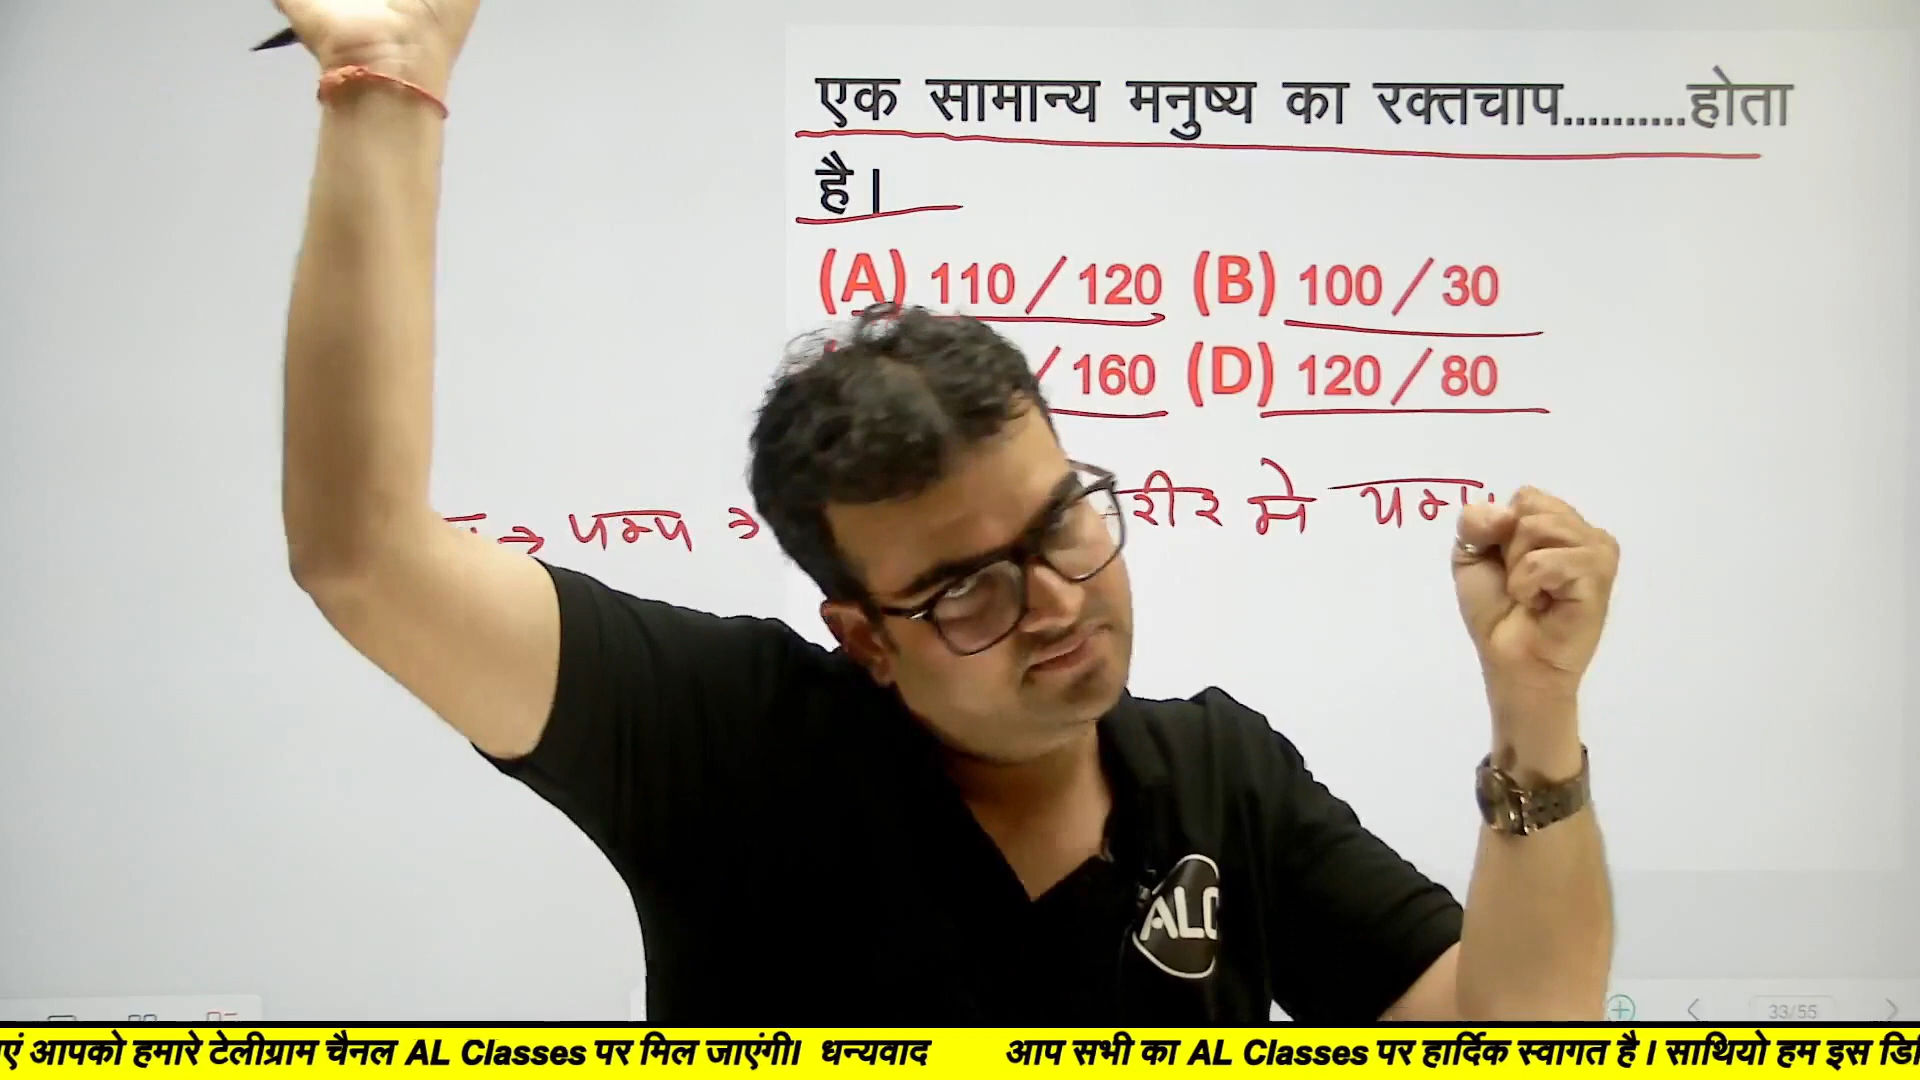 एक सामान्य मनुष्य का रक्तचाप..........होता
है।
(A) 110 / 120 (B) 100 / 30
/ 160 (D) 120 / 80
→ पम्प → रीर मे पम्प
ALC
33/55
आपको हमारे टेलीग्राम चैनल AL Classes पर मिल जाएंगी। धन्यवाद आप सभी का AL Classes पर हार्दिक स्वागत है। साथियो हम इस